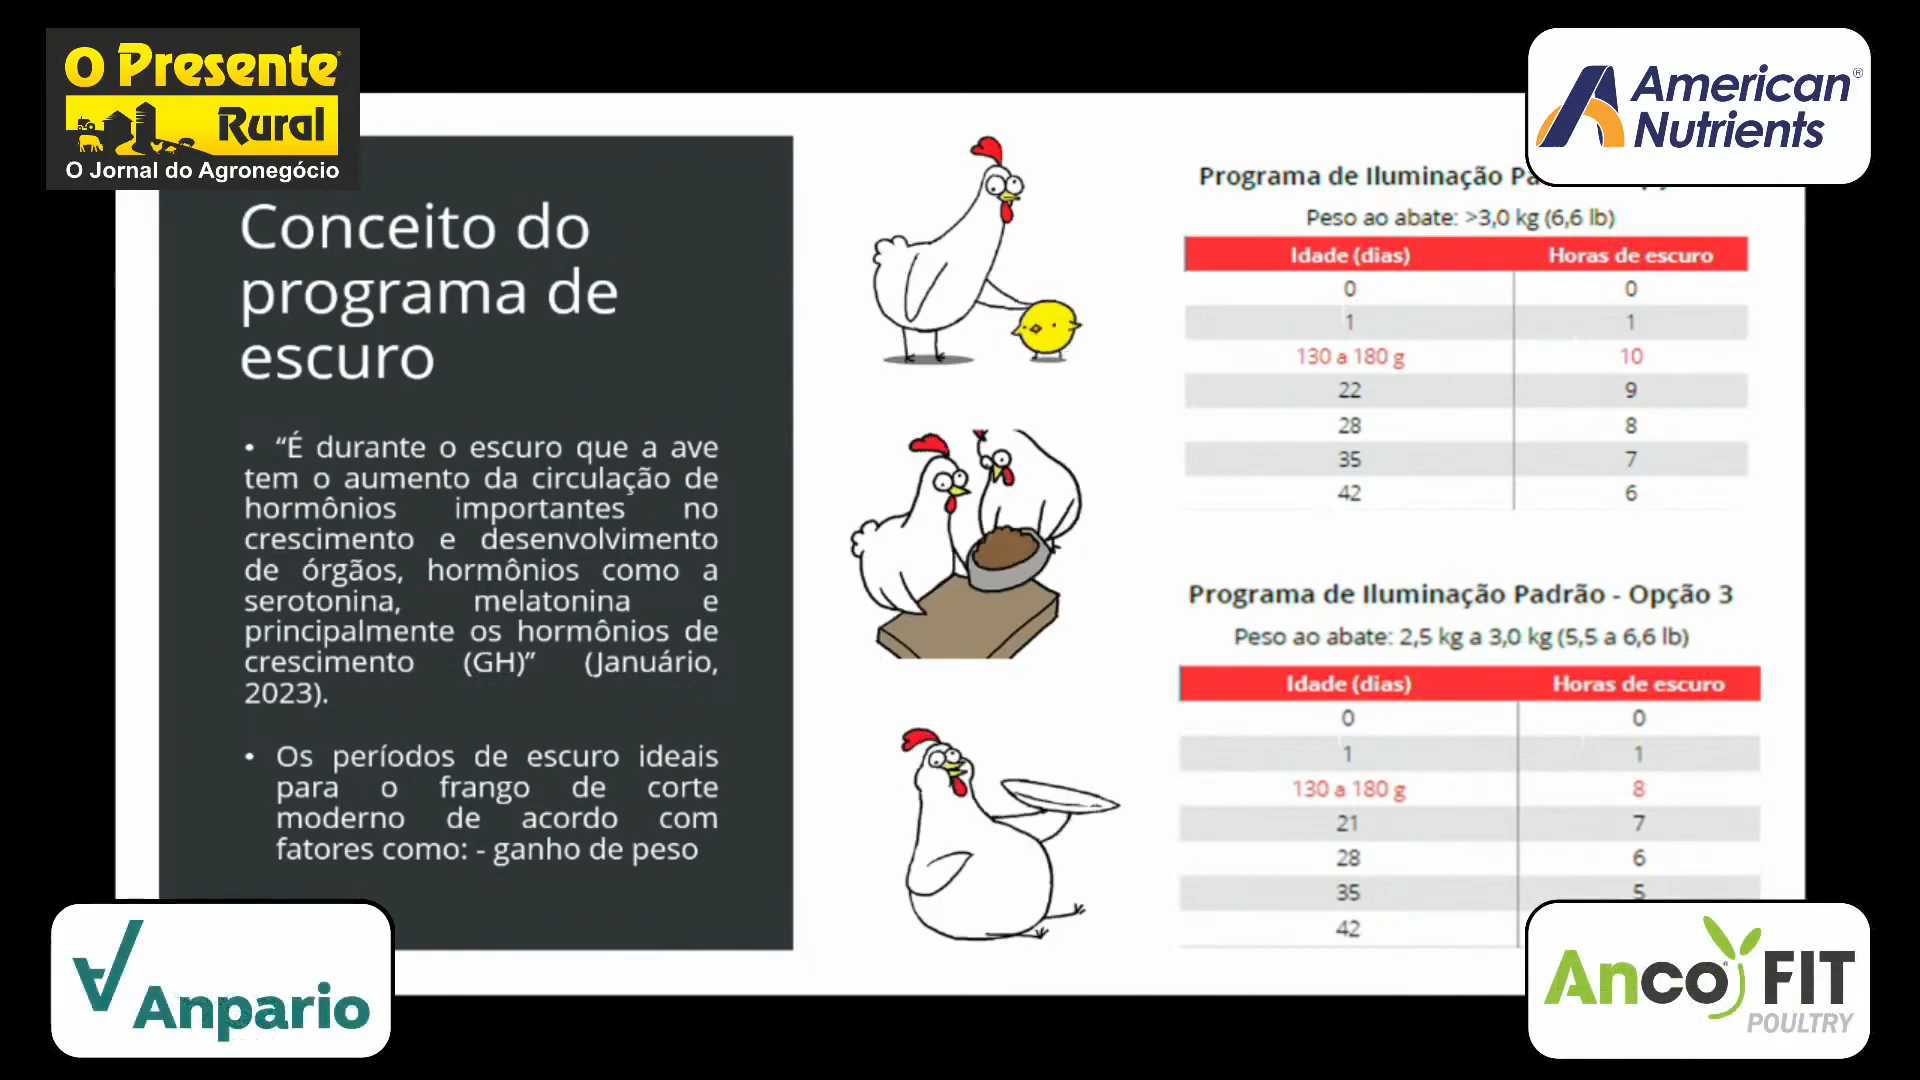 O Presente
Rural
O Jornal do Agronegócio
American
Nutrients
Conceito do
programa de
escuro
• “É durante o escuro que a ave
tem o aumento da circulação de
hormônios importantes no
crescimento e desenvolvimento
de órgãos, hormônios como a
serotonina, melatonina e
principalmente os hormônios de
crescimento (GH)” (Januário,
2023).
• Os períodos de escuro ideais
para o frango de corte
moderno de acordo com
fatores como: - ganho de peso
Programa de Iluminação
Peso ao abate: >3,0 kg (6,6 lb)
Idade (dias) Horas de escuro
0 0
1 1
130 a 180 g 10
22 9
28 8
35 7
42 6
Programa de Iluminação Padrão - Opção 3
Peso ao abate: 2,5 kg a 3,0 kg (5,5 a 6,6 lb)
Idade (dias) Horas de escuro
0 0
1 1
130 a 180 g 8
21 7
28 6
35 5
42
Anpario
Anco FIT
POULTRY